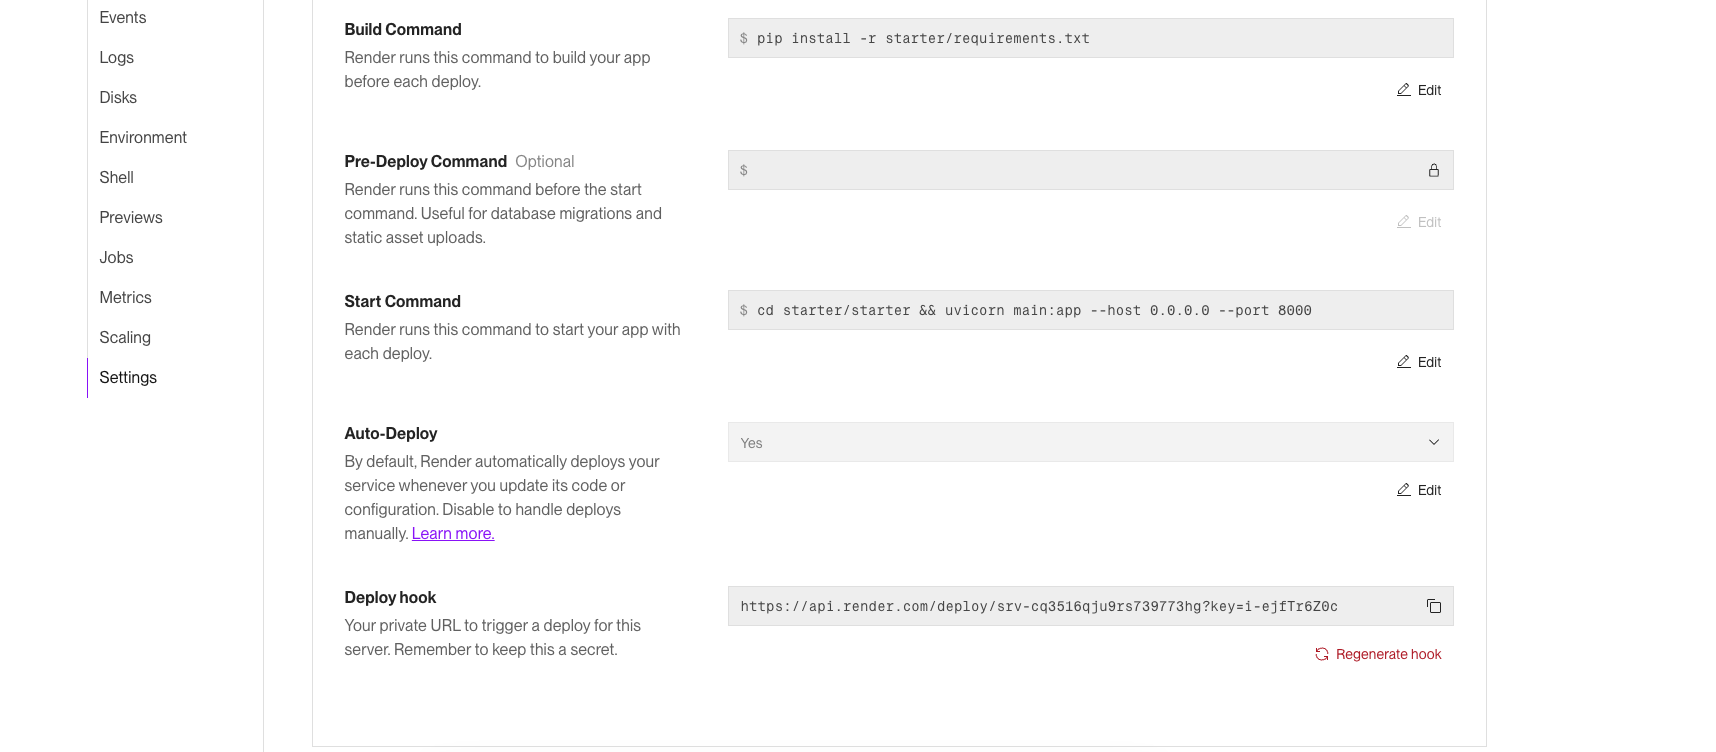 Events
Logs
Disks
Environment
Shell
Previews
Jobs
Metrics
Scaling
Settings
Build Command
Render runs this command to build your app
before each deploy.
$ pip install -r starter/requirements.txt
Edit
Pre-Deploy Command Optional
Render runs this command before the start
command. Useful for database migrations and
static asset uploads.
$
Edit
Start Command
Render runs this command to start your app with
each deploy.
$ cd starter/starter && uvicorn main:app --host 0.0.0.0 --port 8000
Edit
Auto-Deploy
By default, Render automatically deploys your
service whenever you update its code or
configuration. Disable to handle deploys
manually. Learn more.
Yes
Edit
Deploy hook
Your private URL to trigger a deploy for this
server. Remember to keep this a secret.
https://api.render.com/deploy/srv-cq3516qju9rs739773hg?key=i-ejfTr6Z0c
Regenerate hook